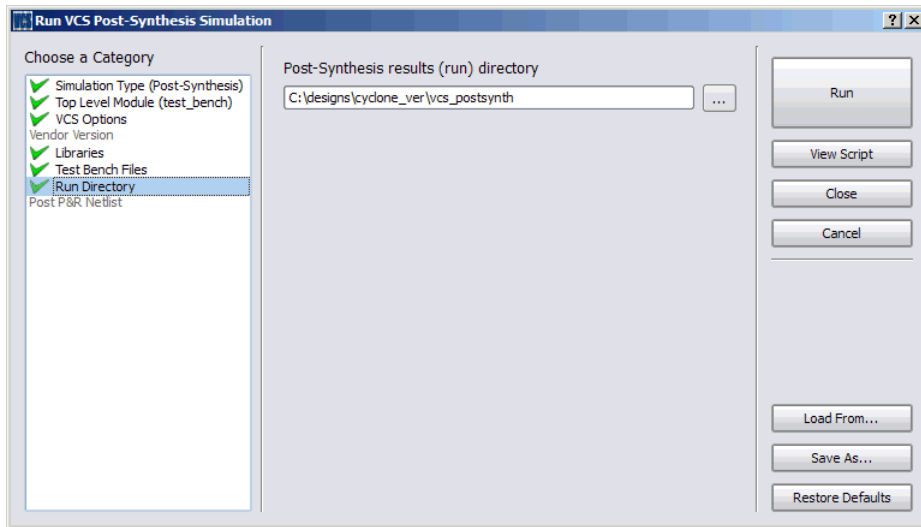 Run VCS Post-Synthesis Simulation
Choose a Category
Simulation Type (Post-Synthesis)
Top Level Module (test_bench)
VCS Options
Vendor Version
Libraries
Test Bench Files
Run Directory
Post P&R Netlist
Post-Synthesis results (run) directory
C:\designs\cyclone_ver\vcs_postsynth
...
Run
View Script
Close
Cancel
Load From...
Save As...
Restore Defaults